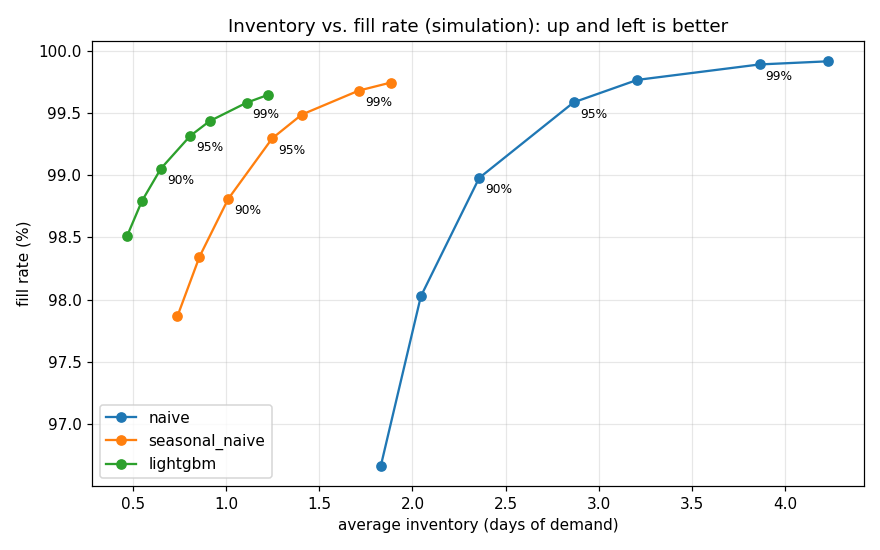 Inventory vs. fill rate (simulation): up and left is better
100.0
99.5
99.0
98.5
98.0
97.5
97.0
fill rate (%)
99%
95%
90%
99%
95%
90%
99%
95%
90%
naive
seasonal_naive
lightgbm
0.5 1.0 1.5 2.0 2.5 3.0 3.5 4.0
average inventory (days of demand)